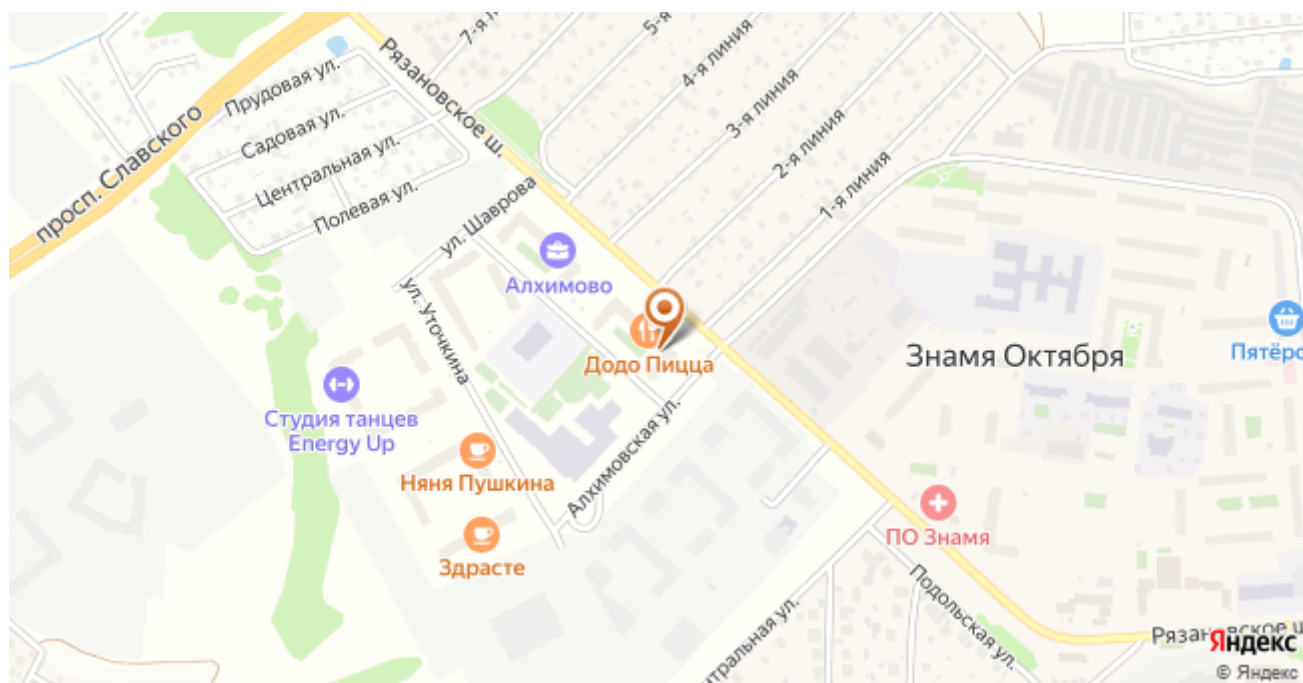 7-я
5-я
4-я линия
3-я линия
2-я линия
1-я линия
Рязановское ш.
Прудовая ул.
Садовая ул.
Центральная ул.
Полевая ул.
просп. Славского
ул. Шаврова
ул. Уточкина
Алхимово
Додо Пицца
Знамя Октября
Пятёро
Студия танцев
Energy Up
Няня Пушкина
Алхимовская ул.
Здрасте
ПО Знамя
Подольская ул.
нтральная ул.
Рязановское ш
Яндекс
© Яндекс